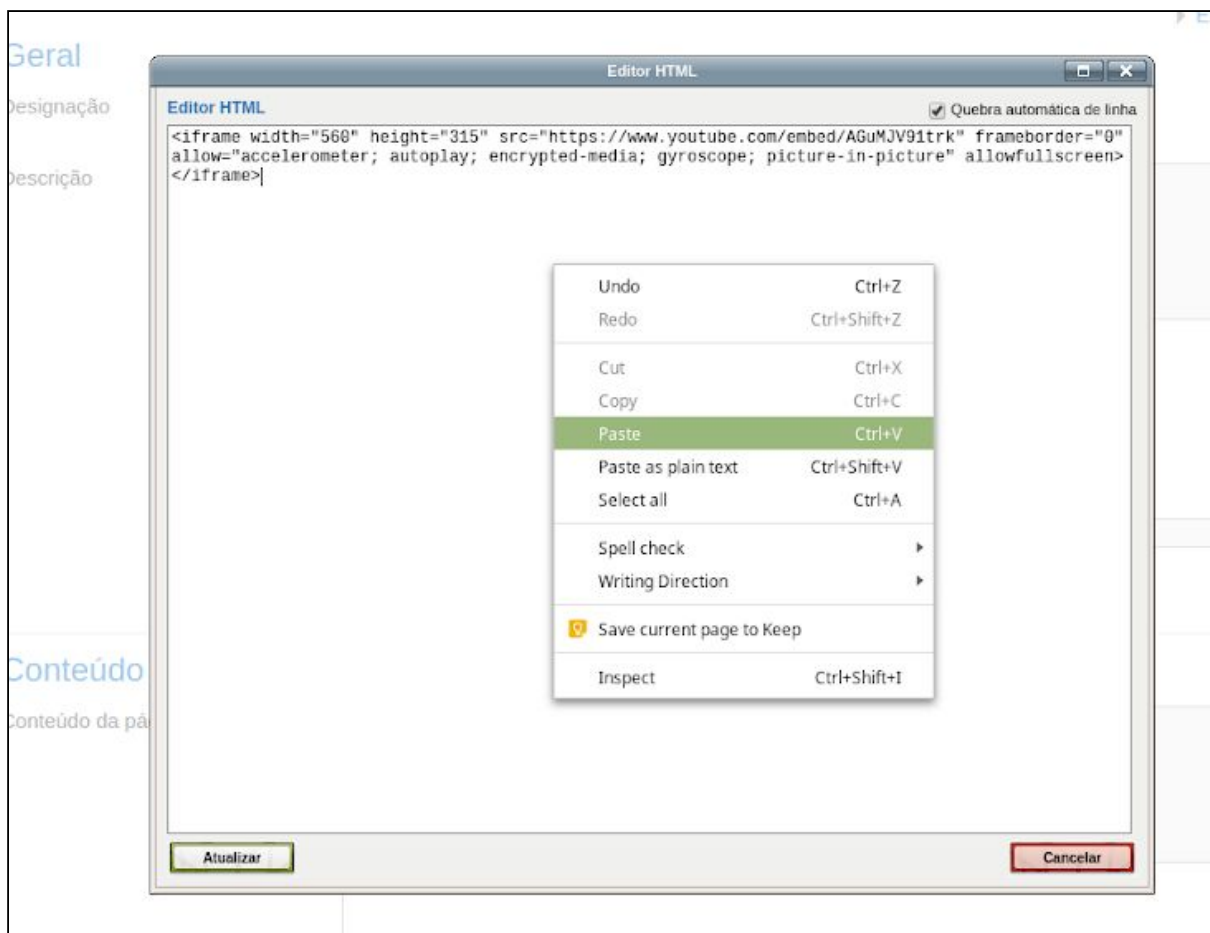 E
Geral
Editor HTML
Designação
Editor HTML
Quebra automática de linha
<iframe width="560" height="315" src="https://www.youtube.com/embed/AGuMJV91trk" frameborder="0"
allow="accelerometer; autoplay; encrypted-media; gyroscope; picture-in-picture" allowfullscreen>
</iframe>
Descrição
Undo Ctrl+Z
Redo Ctrl+Shift+Z
Cut Ctrl+X
Copy Ctrl+C
Paste Ctrl+V
Paste as plain text Ctrl+Shift+V
Select all Ctrl+A
Spell check
Writing Direction
Save current page to Keep
Inspect Ctrl+Shift+I
Conteúdo
Conteúdo da pá
Atualizar
Cancelar